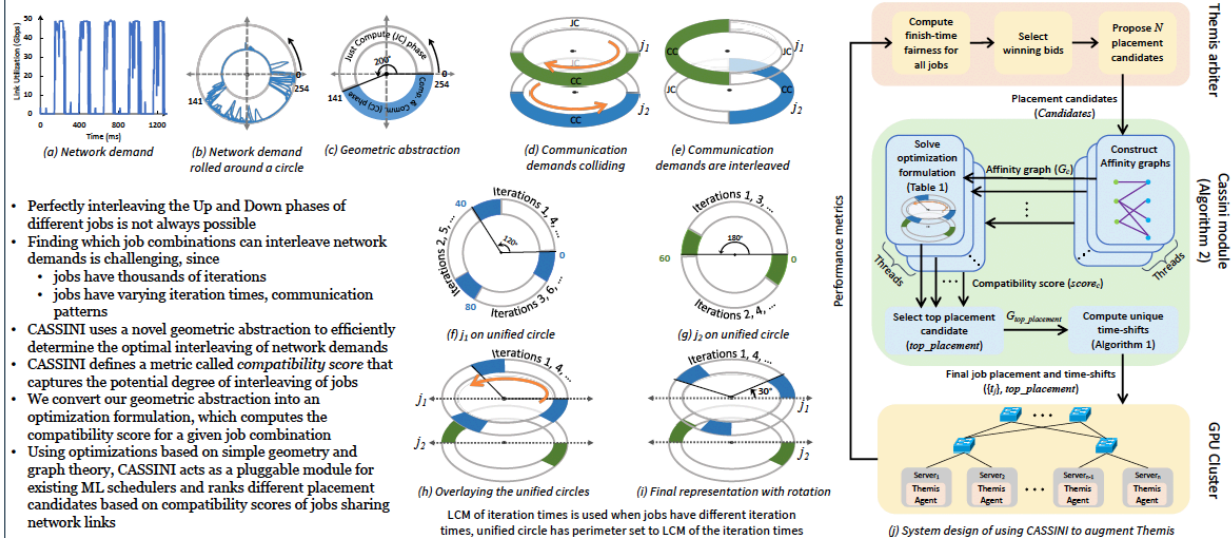 Link Utilization (Gbps)
50
40
30
20
10
0
0
400
800
1200
Time (ms)
(a) Network demand
0
254
141
(b) Network demand
rolled around a circle
Just Compute (JC) phase
200°
0
254
141
Comp. & Comm. (CC) phase
(c) Geometric abstraction
JC
j1
JC
CC
CC
j2
(d) Communication
demands colliding
CC
JC
j1
JC
CC
j2
(e) Communication
demands are interleaved
• Perfectly interleaving the Up and Down phases of
different jobs is not always possible
• Finding which job combinations can interleave network
demands is challenging, since
• jobs have thousands of iterations
• jobs have varying iteration times, communication
patterns
• CASSINI uses a novel geometric abstraction to efficiently
determine the optimal interleaving of network demands
• CASSINI defines a metric called compatibility score that
captures the potential degree of interleaving of jobs
• We convert our geometric abstraction into an
optimization formulation, which computes the
compatibility score for a given job combination
• Using optimizations based on simple geometry and
graph theory, CASSINI acts as a pluggable module for
existing ML schedulers and ranks different placement
candidates based on compatibility scores of jobs sharing
network links
Iterations 1, 4, ...
40
Iterations 2, 5, ...
120°
0
80
Iterations 3, 6, ...
(f) j1 on unified circle
Iterations 1, 3, ...
180°
60
0
Iterations 2, 4, ...
(g) j2 on unified circle
Iterations 1, 4, ...
j1
j2
(h) Overlaying the unified circles
Iterations 1, 4, ...
30°
j1
j2
(i) Final representation with rotation
LCM of iteration times is used when jobs have different iteration
times, unified circle has perimeter set to LCM of the iteration times
Performance metrics
Compute
finish-time
fairness for
all jobs
Select
winning bids
Propose N
placement
candidates
Themis arbiter
Placement candidates
(Candidates)
Solve
optimization
formulation
(Table 1)
Affinity graph (Gc)
Construct
Affinity graphs
Threads
Threads
Compatibility score (scorec)
Select top placement
candidate
(top_placement)
Gtop_placement
Compute unique
time-shifts
(Algorithm 1)
Cassini module
(Algorithm 2)
Final job placement and time-shifts
({tj}, top_placement)
GPU Cluster
Server1
Themis
Agent
Server2
Themis
Agent
Servern-1
Themis
Agent
Servern
Themis
Agent
(j) System design of using CASSINI to augment Themis